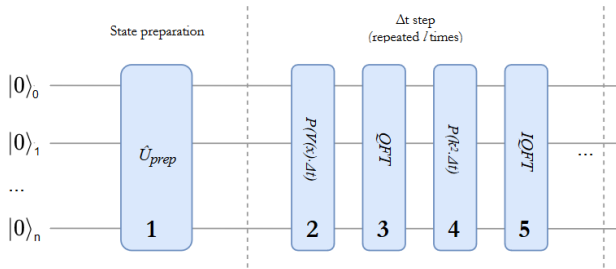 State preparation
Δt step
(repeated l times)
|0⟩₀
|0⟩₁
...
|0⟩ₙ
Û_prep
1
P(V(x)·Δt)
2
QFT
3
P(k²·Δt)
4
IQFT
5
...